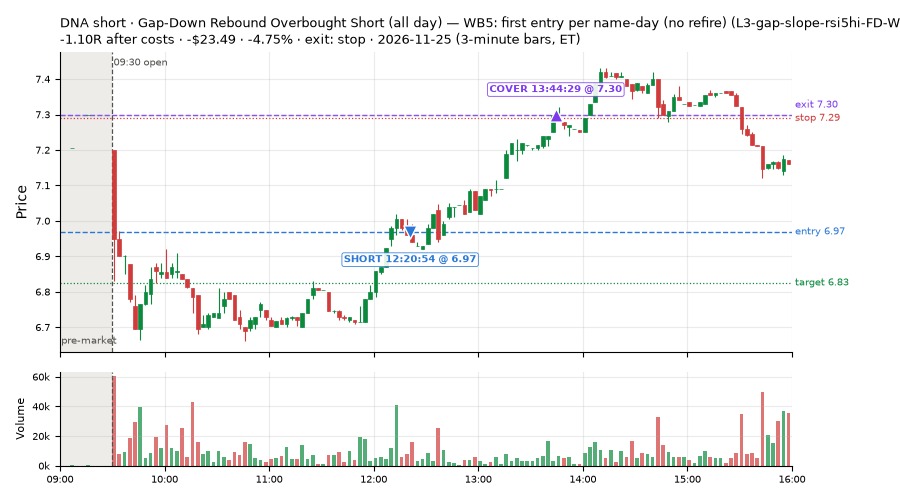 DNA short · Gap-Down Rebound Overbought Short (all day) — WB5: first entry per name-day (no refire) (L3-gap-slope-rsi5hi-FD-W
-1.10R after costs · -$23.49 · -4.75% · exit: stop · 2026-11-25 (3-minute bars, ET)
09:30 open
7.4
COVER 13:44:29 @ 7.30
exit 7.30
7.3
stop 7.29
7.2
7.1
Price
7.0
entry 6.97
6.9
SHORT 12:20:54 @ 6.97
target 6.83
6.8
6.7
pre-market
60k
40k
Volume
20k
0k
09:00 10:00 11:00 12:00 13:00 14:00 15:00 16:00